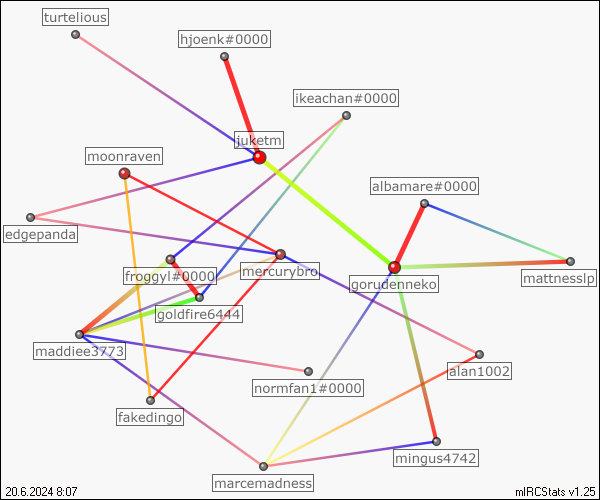 turtelious
hjoenk#0000
ikeachan#0000
juketm
moonraven
albamare#0000
edgepanda
froggyl#0000
mercurybro
gorudenneko
mattnesslp
goldfire6444
maddiee3773
alan1002
normfan1#0000
fakedingo
mingus4742
marcemadness
20.6.2024 8:07
mIRCStats v1.25